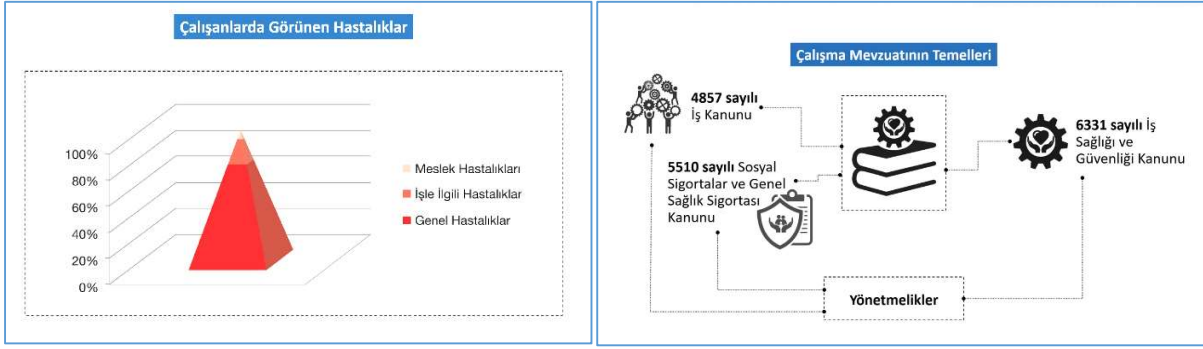 Çalışanlarda Görünen Hastalıklar
100%
80%
60%
40%
20%
0%
Meslek Hastalıkları
İşle İlgili Hastalıklar
Genel Hastalıklar
Çalışma Mevzuatının Temelleri
4857 sayılı
İş Kanunu
5510 sayılı Sosyal
Sigortalar ve Genel
Sağlık Sigortası
Kanunu
6331 sayılı İş
Sağlığı ve
Güvenliği Kanunu
Yönetmelikler